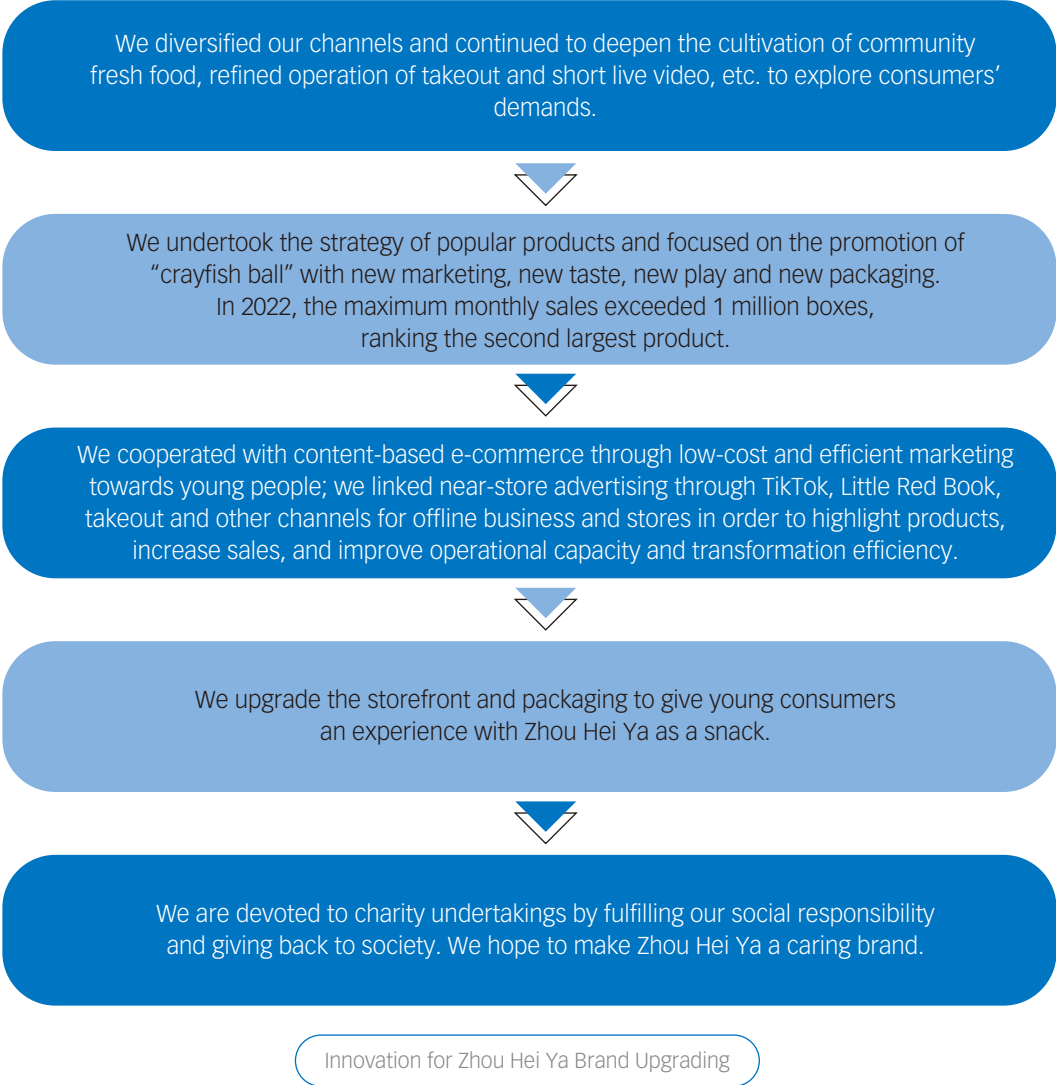 We diversified our channels and continued to deepen the cultivation of community
fresh food, refined operation of takeout and short live video, etc. to explore consumers’
demands.
We undertook the strategy of popular products and focused on the promotion of
“crayfish ball” with new marketing, new taste, new play and new packaging.
In 2022, the maximum monthly sales exceeded 1 million boxes,
ranking the second largest product.
We cooperated with content-based e-commerce through low-cost and efficient marketing
towards young people; we linked near-store advertising through TikTok, Little Red Book,
takeout and other channels for offline business and stores in order to highlight products,
increase sales, and improve operational capacity and transformation efficiency.
We upgrade the storefront and packaging to give young consumers
an experience with Zhou Hei Ya as a snack.
We are devoted to charity undertakings by fulfilling our social responsibility
and giving back to society. We hope to make Zhou Hei Ya a caring brand.
Innovation for Zhou Hei Ya Brand Upgrading